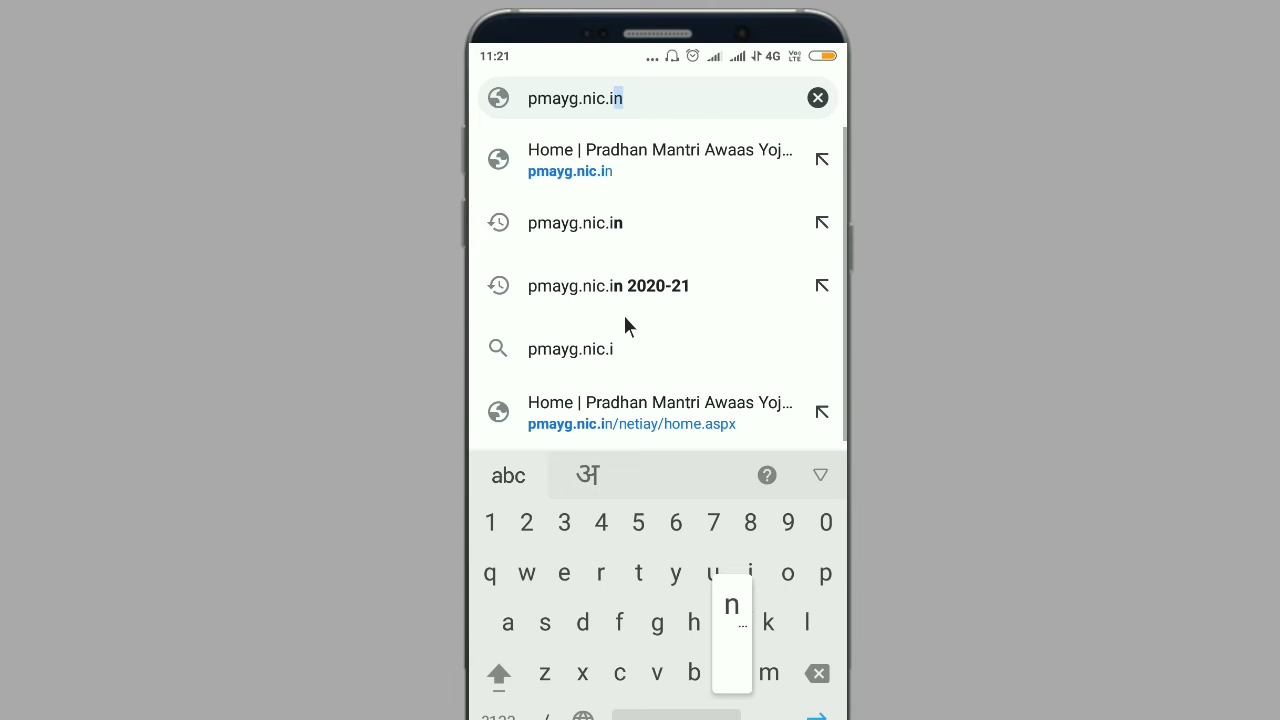 11:21
4G
Vo)
LTE
pmayg.nic.in
Home | Pradhan Mantri Awaas Yoj...
pmayg.nic.in
pmayg.nic.in
pmayg.nic.in 2020-21
pmayg.nic.i
Home | Pradhan Mantri Awaas Yoj...
pmayg.nic.in/netiay/home.aspx
abc अ ?
1 2 3 4 5 6 7 8 9 0
q w e r t y u i o p
a s d f g h k l
n
...
z x c v b m